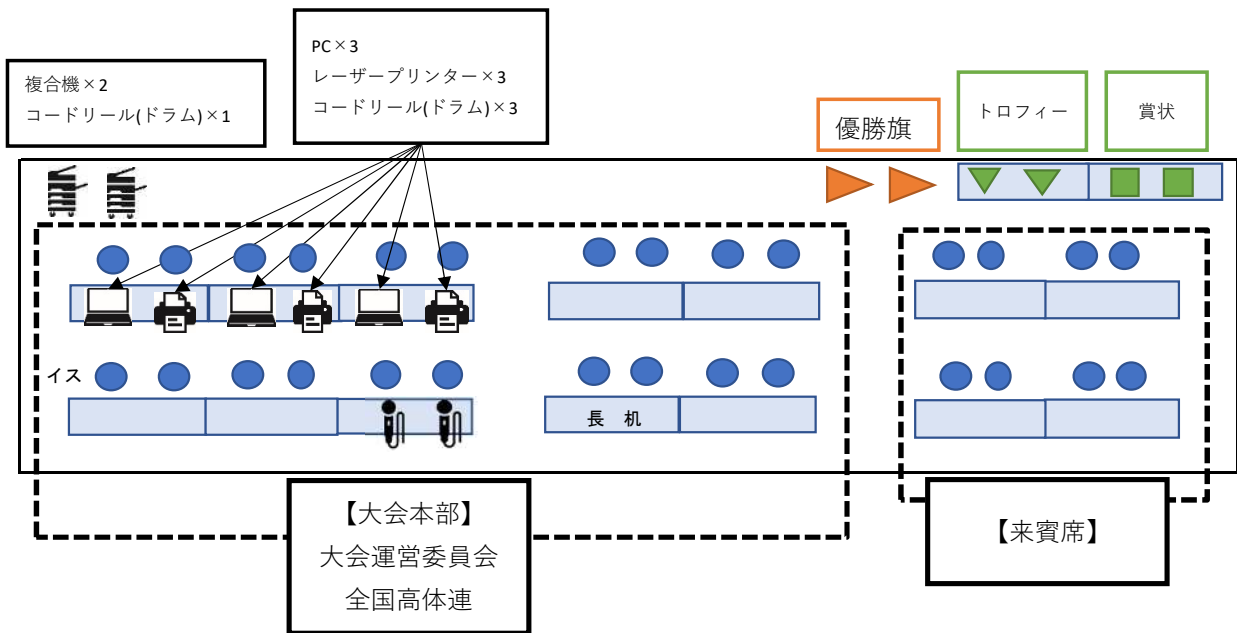 複合機×2
コードリール(ドラム)×1
PC×3
レーザープリンター×3
コードリール(ドラム)×3
優勝旗
トロフィー
賞状
イス
長 机
【大会本部】
大会運営委員会
全国高体連
【来賓席】